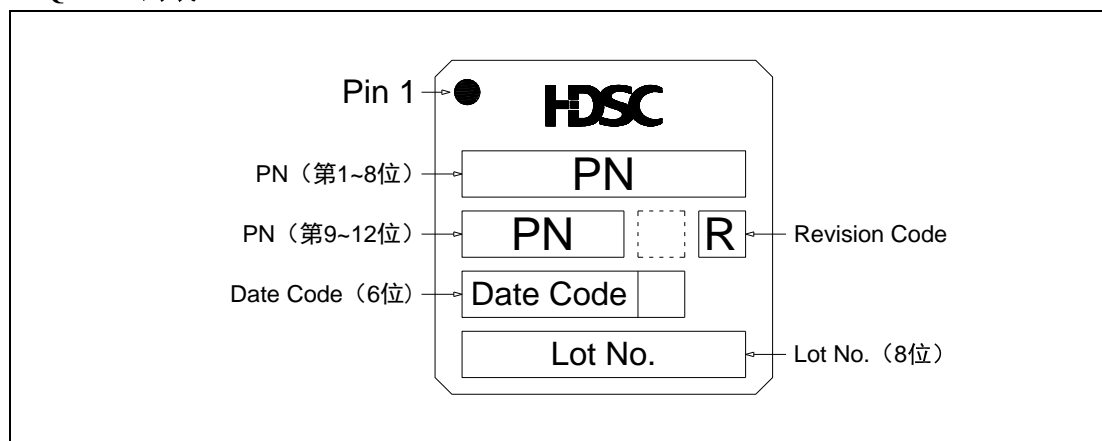 Pin 1
HDSC
PN（第1~8位）
PN
PN（第9~12位）
PN
R
Revision Code
Date Code（6位）
Date Code
Lot No.
Lot No.（8位）